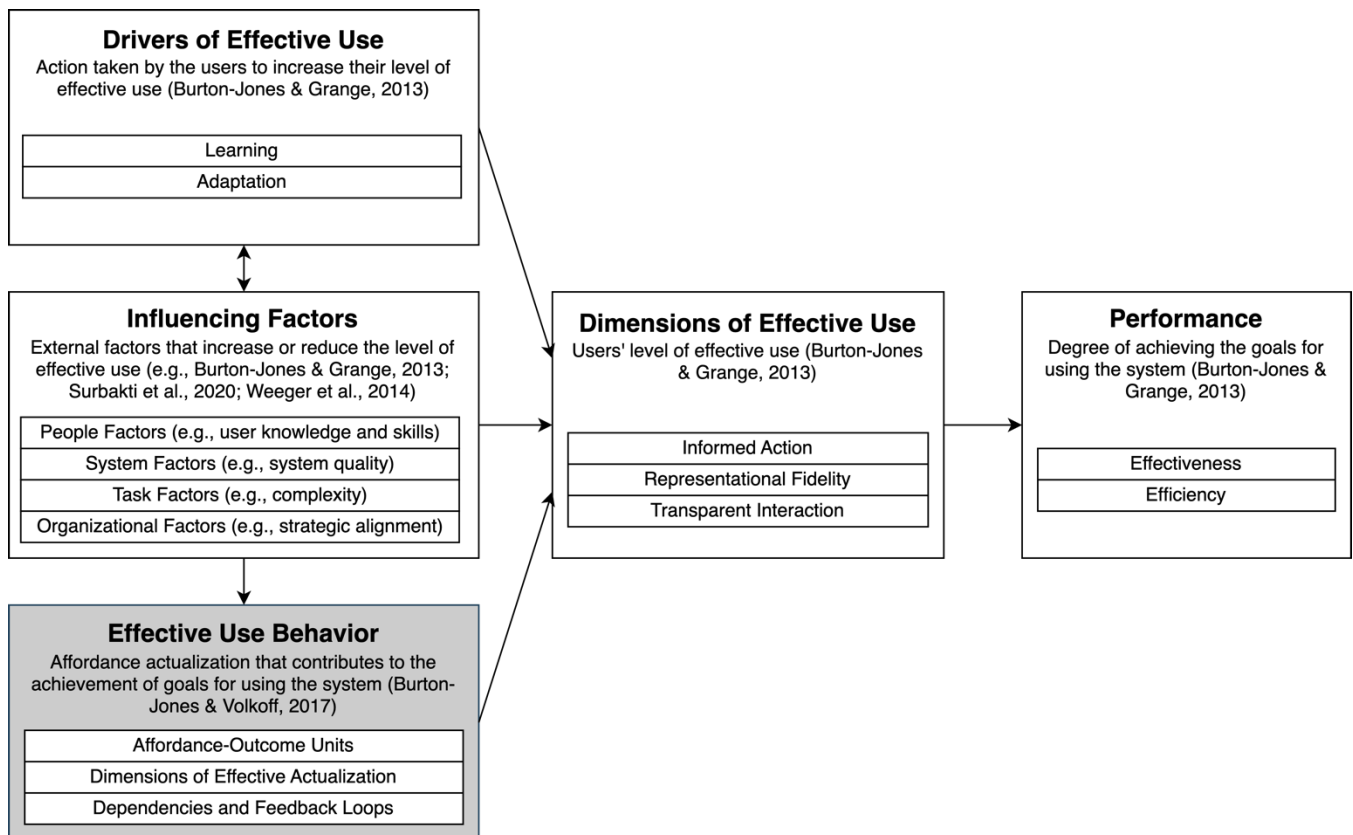 Drivers of Effective Use
Action taken by the users to increase their level of
effective use (Burton-Jones & Grange, 2013)
Learning
Adaptation
Influencing Factors
External factors that increase or reduce the level of
effective use (e.g., Burton-Jones & Grange, 2013;
Surbakti et al., 2020; Weeger et al., 2014)
People Factors (e.g., user knowledge and skills)
System Factors (e.g., system quality)
Task Factors (e.g., complexity)
Organizational Factors (e.g., strategic alignment)
Effective Use Behavior
Affordance actualization that contributes to the
achievement of goals for using the system (Burton-
Jones & Volkoff, 2017)
Affordance-Outcome Units
Dimensions of Effective Actualization
Dependencies and Feedback Loops
Dimensions of Effective Use
Users' level of effective use (Burton-Jones
& Grange, 2013)
Informed Action
Representational Fidelity
Transparent Interaction
Performance
Degree of achieving the goals for
using the system (Burton-Jones &
Grange, 2013)
Effectiveness
Efficiency